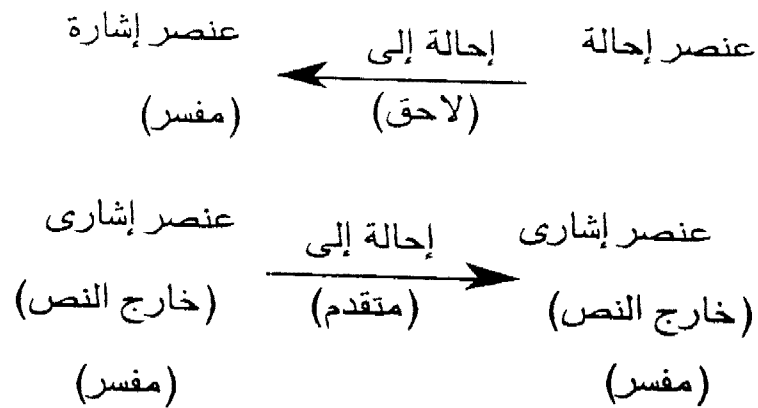 عنصر إحالة إحالة إلى عنصر إشارة
(لاحق) (مفسر)
عنصر إشارى إحالة إلى عنصر إشارى
(خارج النص) (متقدم) (خارج النص)
(مفسر) (مفسر)